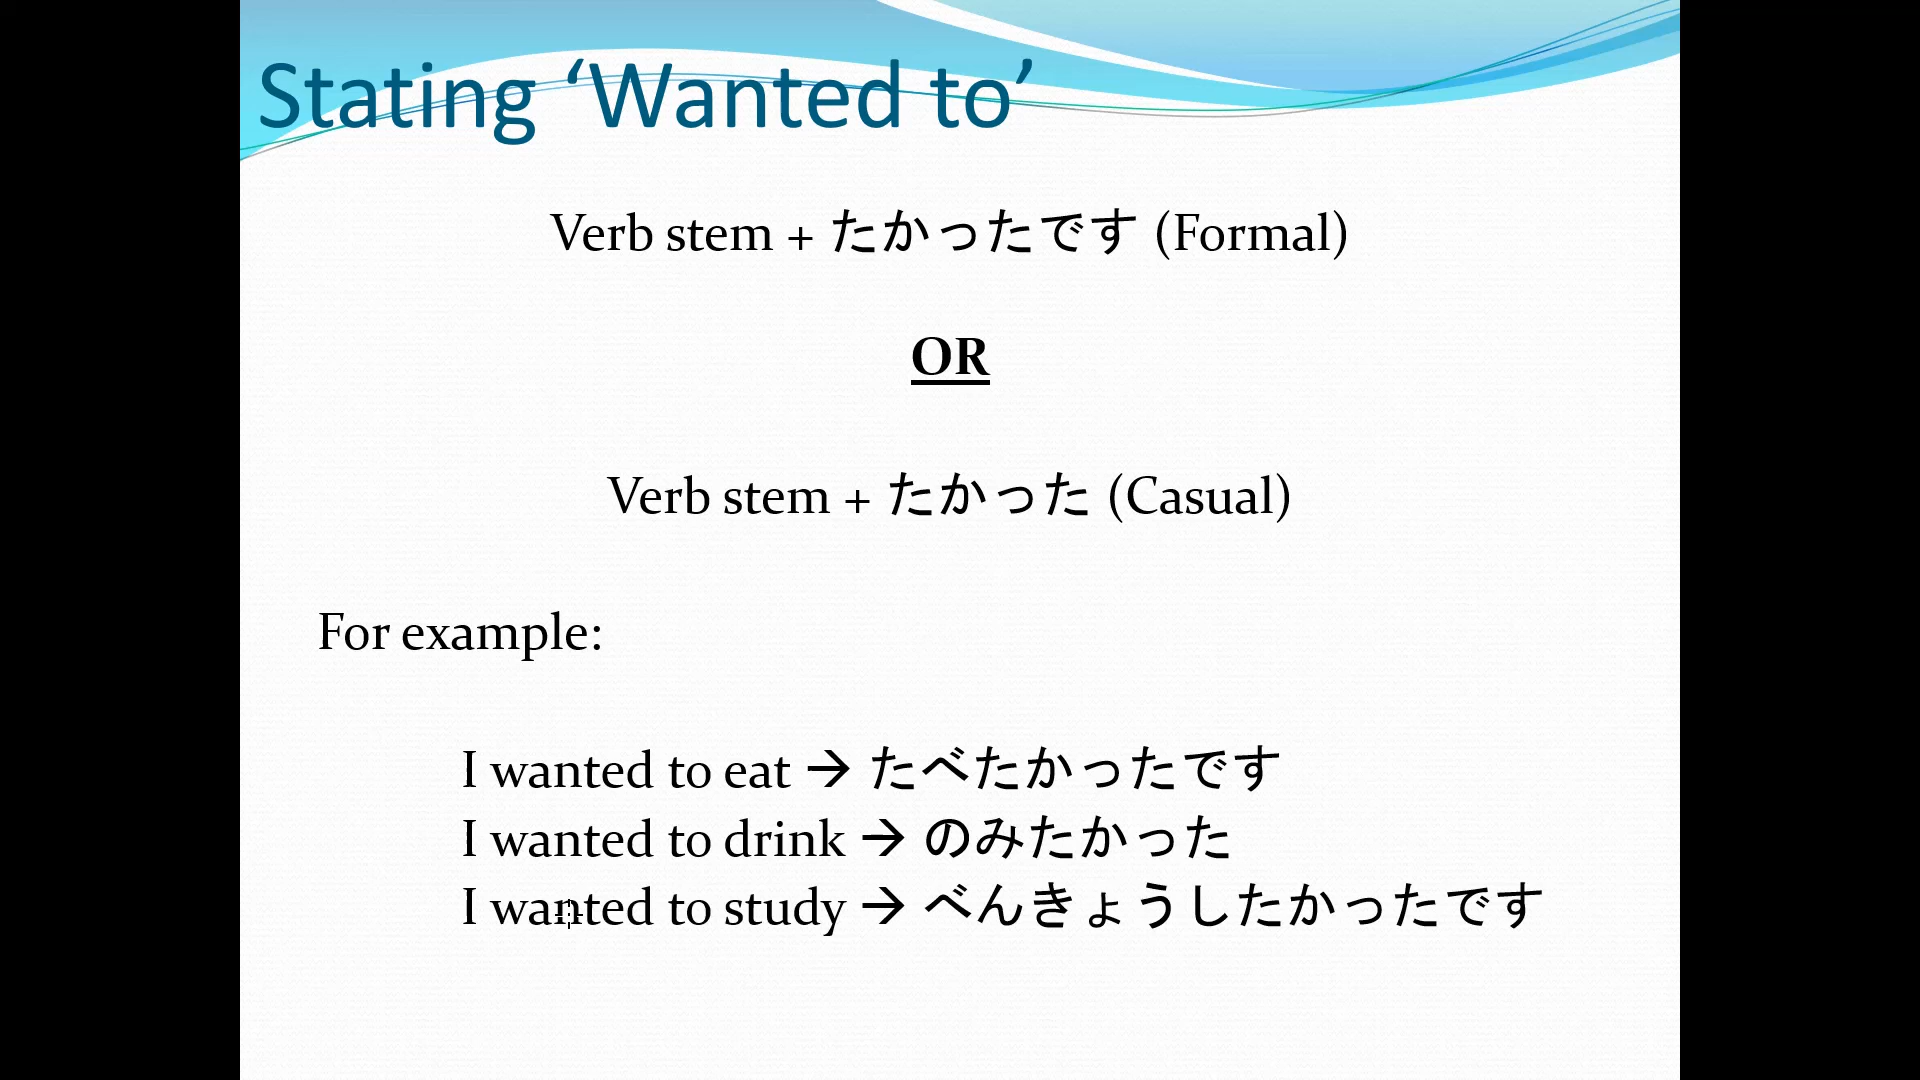 Stating ‘Wanted to’
Verb stem + たかったです (Formal)
OR
Verb stem + たかった (Casual)
For example:
I wanted to eat → たべたかったです
I wanted to drink → のみたかった
I wanted to study → べんきょうしたかったです